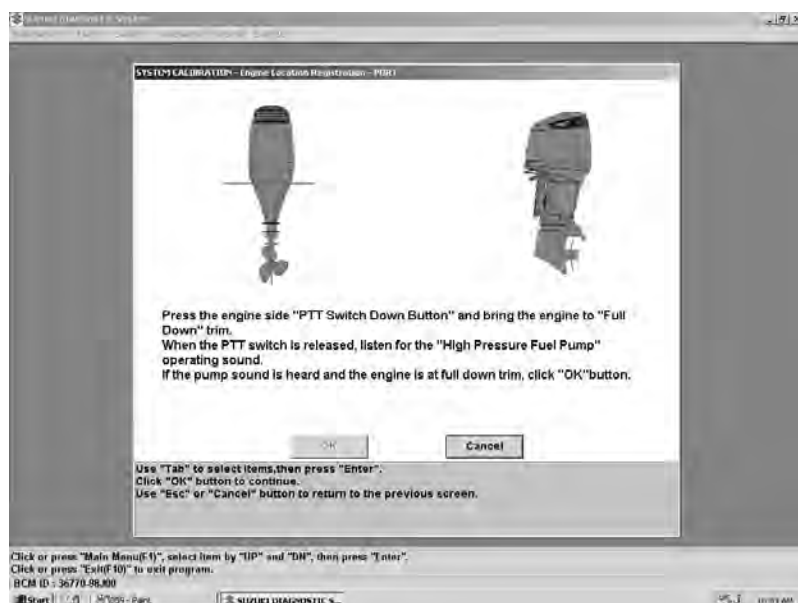 SYSTEM CALIBRATION - Engine Location Registration - PORT
Press the engine side "PTT Switch Down Button" and bring the engine to "Full
Down" trim.
When the PTT switch is released, listen for the "High Pressure Fuel Pump"
operating sound.
If the pump sound is heard and the engine is at full down trim, click "OK"button.
OK
Cancel
Use "Tab" to select items,then press "Enter".
Click "OK" button to continue.
Use "Esc" or "Cancel" button to return to the previous screen.
Click or press "Main Menu(F1)", select item by "UP" and "DN", then press "Enter".
Click or press "Exit(F10)" to exit program.
BCM ID : 36770-98J00
Start
SUZUKI DIAGNOSTIC S...